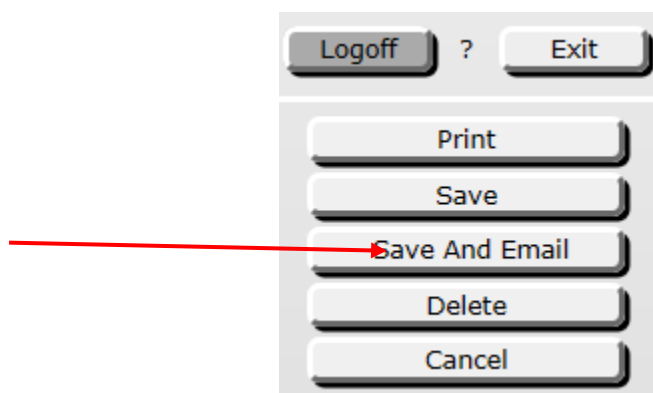 Logoff ? Exit
Print
Save
Save And Email
Delete
Cancel